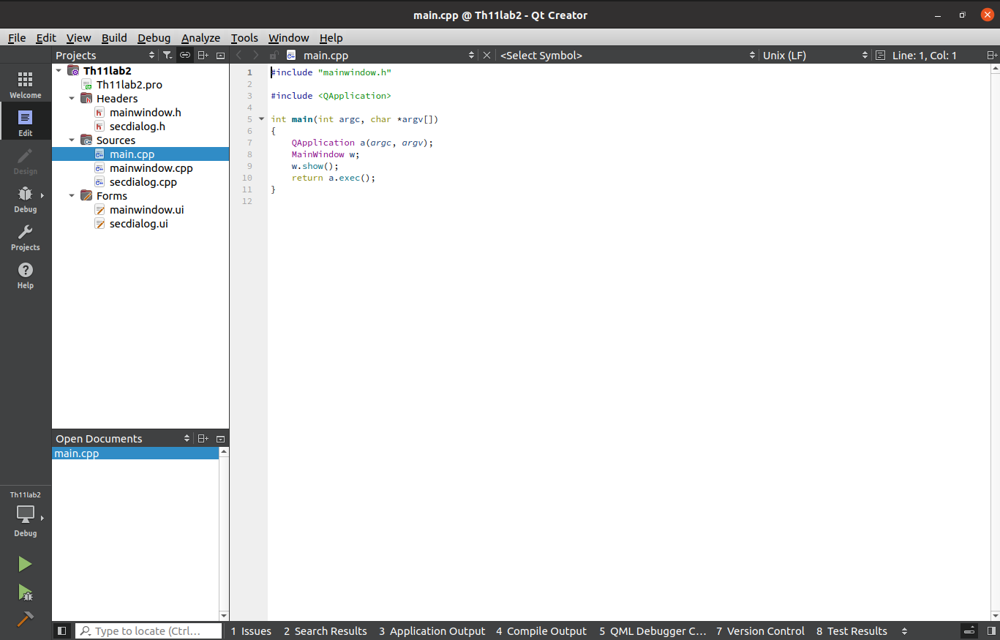 main.cpp @ Th11lab2 - Qt Creator
File Edit View Build Debug Analyze Tools Window Help
Projects
main.cpp
<Select Symbol>
Unix (LF)
Line: 1, Col: 1
Welcome
Edit
Design
Debug
Projects
Help
Th11lab2
Th11lab2.pro
Headers
mainwindow.h
secdialog.h
Sources
main.cpp
mainwindow.cpp
secdialog.cpp
Forms
mainwindow.ui
secdialog.ui
1 #include "mainwindow.h"
2
3 #include <QApplication>
4
5 int main(int argc, char *argv[])
6 {
7 QApplication a(argc, argv);
8 MainWindow w;
9 w.show();
10 return a.exec();
11 }
12
Open Documents
main.cpp
Th11lab2
Debug
Type to locate (Ctrl...
1 Issues 2 Search Results 3 Application Output 4 Compile Output 5 QML Debugger C... 7 Version Control 8 Test Results